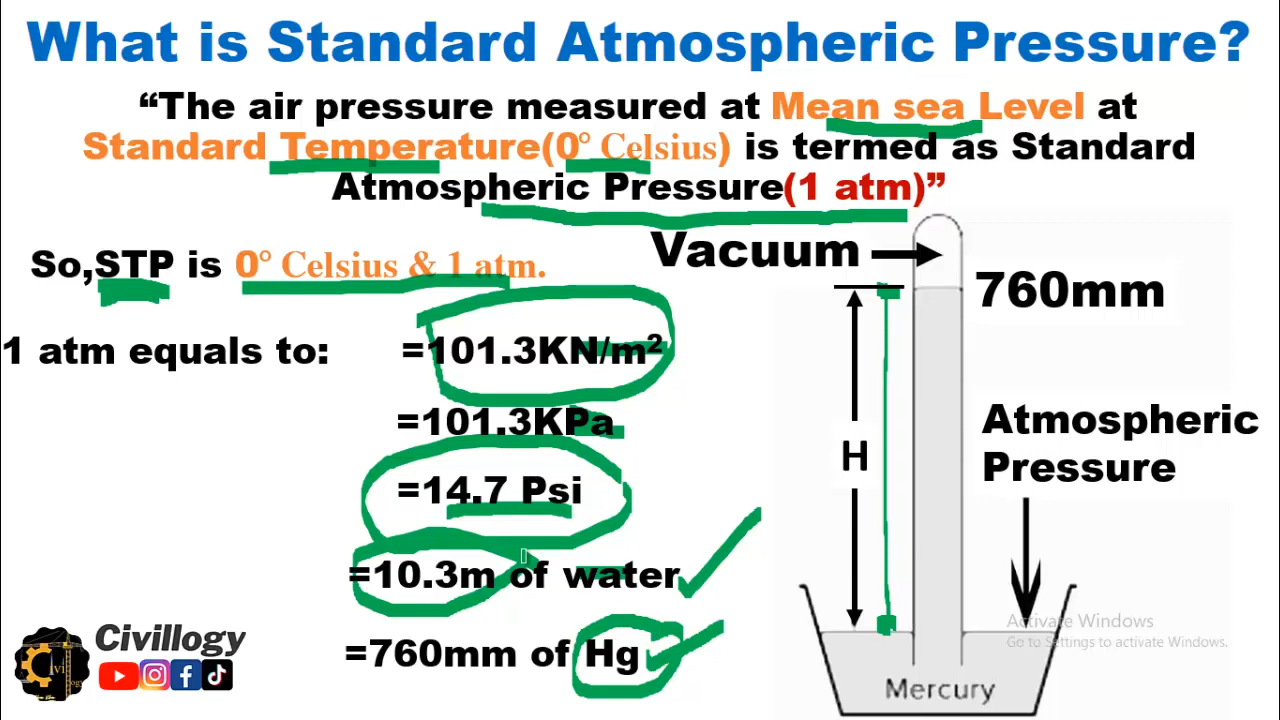 What is Standard Atmospheric Pressure?
“The air pressure measured at Mean sea Level at
Standard Temperature(0° Celsius) is termed as Standard
Atmospheric Pressure(1 atm)”
So,STP is 0° Celsius & 1 atm.
Vacuum
760mm
1 atm equals to:
=101.3KN/m²
=101.3KPa
=14.7 Psi
=10.3m of water
=760mm of Hg
H
Atmospheric
Pressure
Activate Windows
Go to Settings to activate Windows.
Mercury
Civillogy